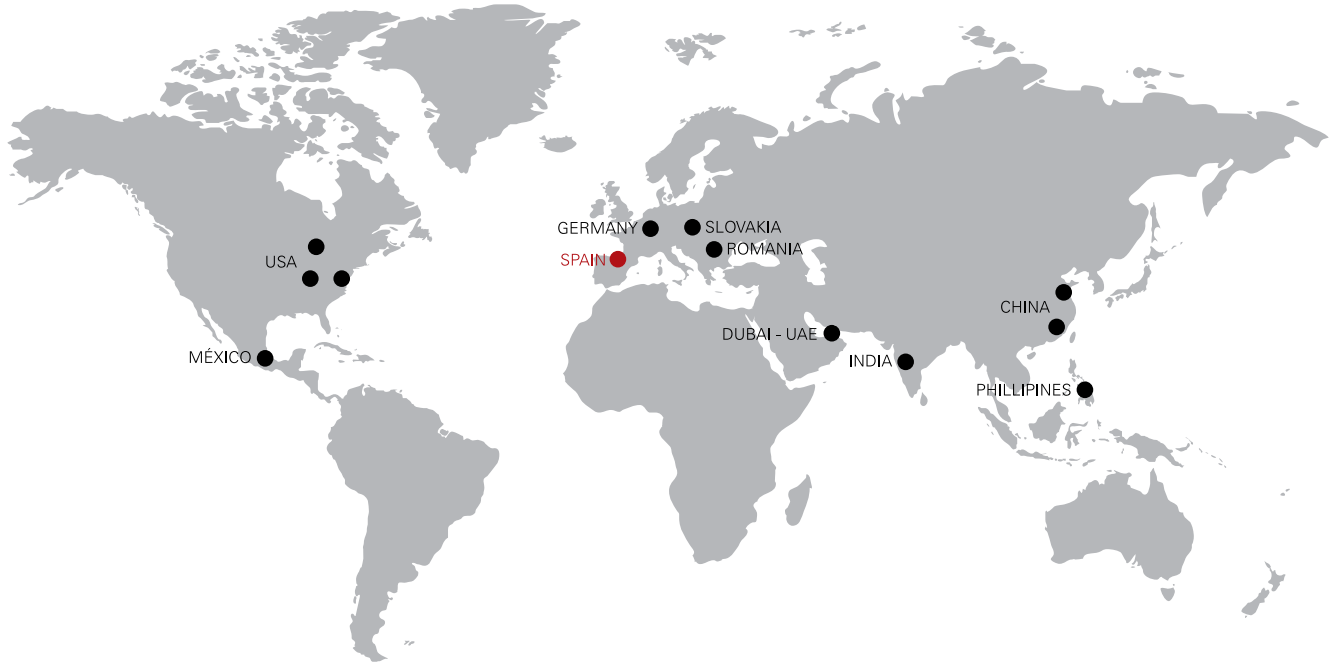 GERMANY
SLOVAKIA
ROMANIA
SPAIN
USA
CHINA
DUBAI - UAE
MÉXICO
INDIA
PHILLIPINES